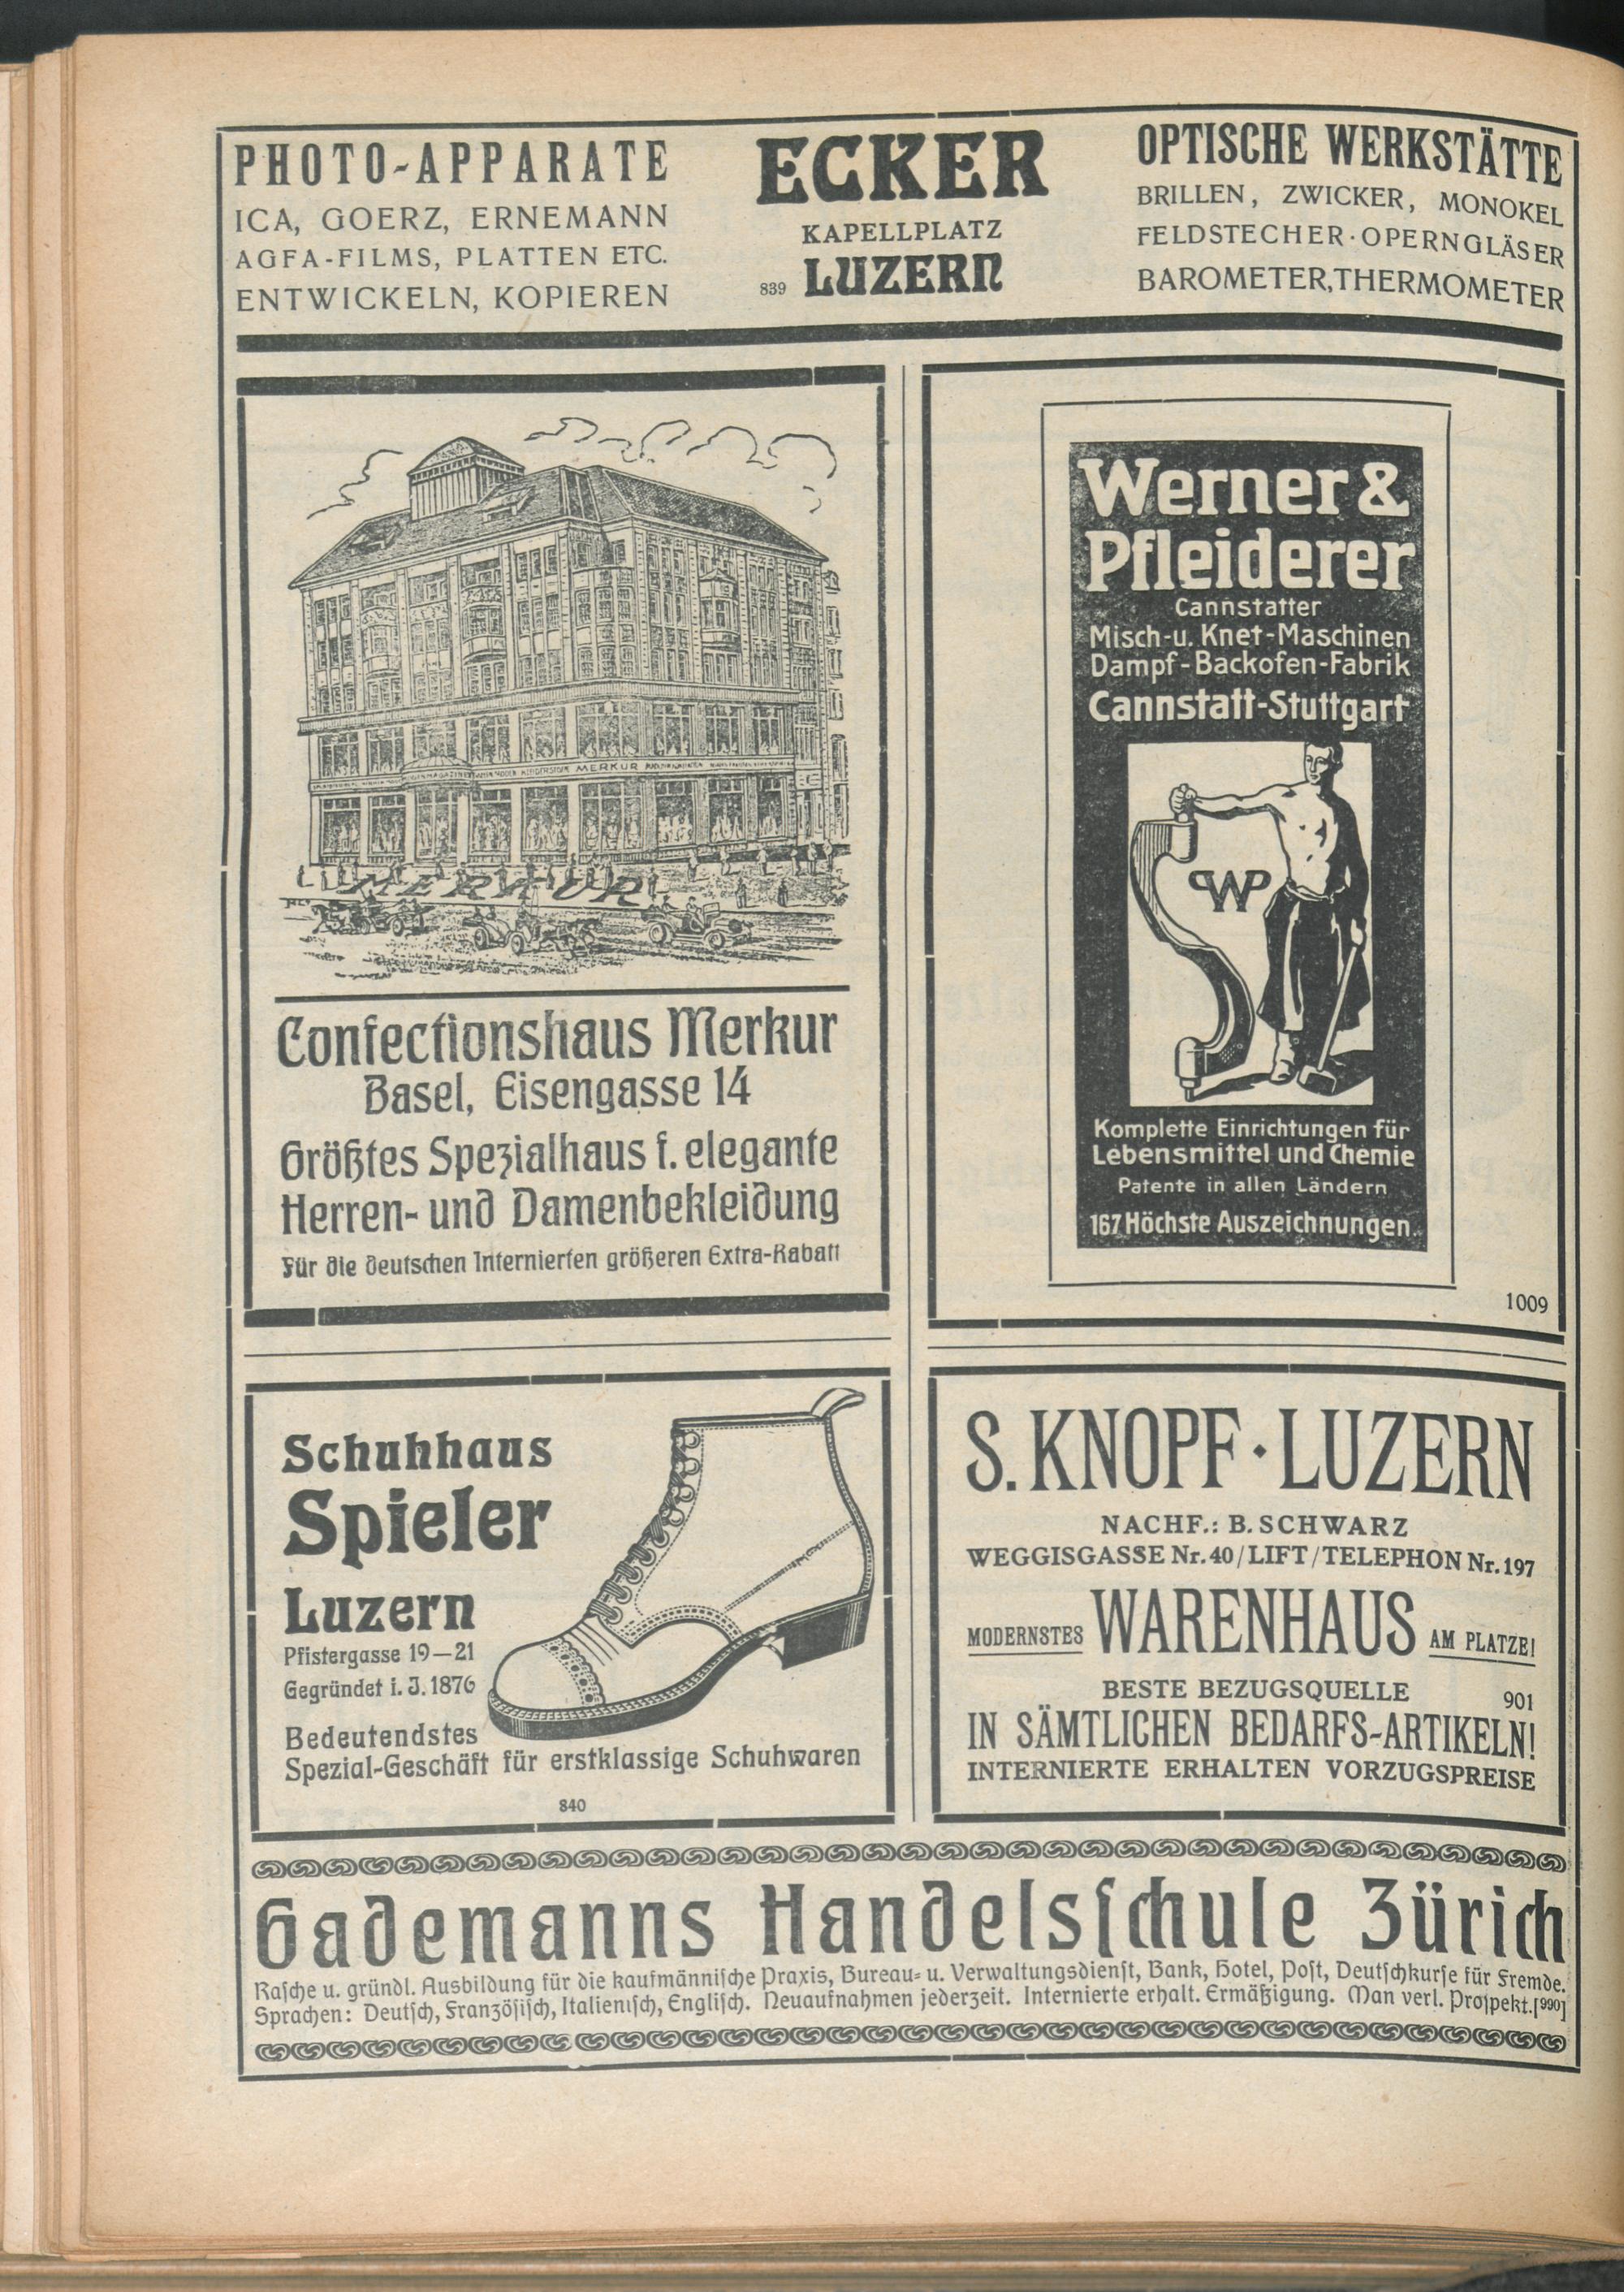 PHOTO-APPARATE
ICA, GOERZ, ERNEMANN
AGFA-FILMS, PLATTEN ETC.
ENTWICKELN, KOPIEREN
ECKER
KAPELLPLATZ
839 LUZERN
OPTISCHE WERKSTÄTTE
BRILLEN, ZWICKER, MONOKEL
FELDSTECHER·OPERNGLÄSER
BAROMETER, THERMOMETER
MERKUR
MERKUR
Confectionshaus Merkur
Basel, Eisengasse 14
Größtes Spezialhaus f. elegante
Herren- und Damenbekleidung
Für die deutschen Internierten größeren Extra-Rabatt
Werner &
Pfleiderer
Cannstatter
Misch-u. Knet-Maschinen
Dampf-Backofen-Fabrik
Cannstatt-Stuttgart
WP
Komplette Einrichtungen für
Lebensmittel und Chemie
Patente in allen Ländern
167 Höchste Auszeichnungen.
1009
Schuhhaus
Spieler
Luzern
Pfistergasse 19—21
Gegründet i. J. 1876
Bedeutendstes
Spezial-Geschäft für erstklassige Schuhwaren
840
S. KNOPF · LUZERN
NACHF.: B. SCHWARZ
WEGGISGASSE Nr. 40 / LIFT / TELEPHON Nr. 197
MODERNSTES WARENHAUS AM PLATZE!
BESTE BEZUGSQUELLE 901
IN SÄMTLICHEN BEDARFS-ARTIKELN!
INTERNIERTE ERHALTEN VORZUGSPREISE
Gademanns Handelsſchule Zürich
Raſche u. gründl. Ausbildung für die kaufmänniſche Praxis, Bureau- u. Verwaltungsdienſt, Bank, Hotel, Poſt, Deutſchkurſe für Fremde.
Sprachen: Deutſch, Franzöſiſch, Italieniſch, Engliſch. Neuaufnahmen jederzeit. Internierte erhalt. Ermäßigung. Man verl. Proſpekt. [990]